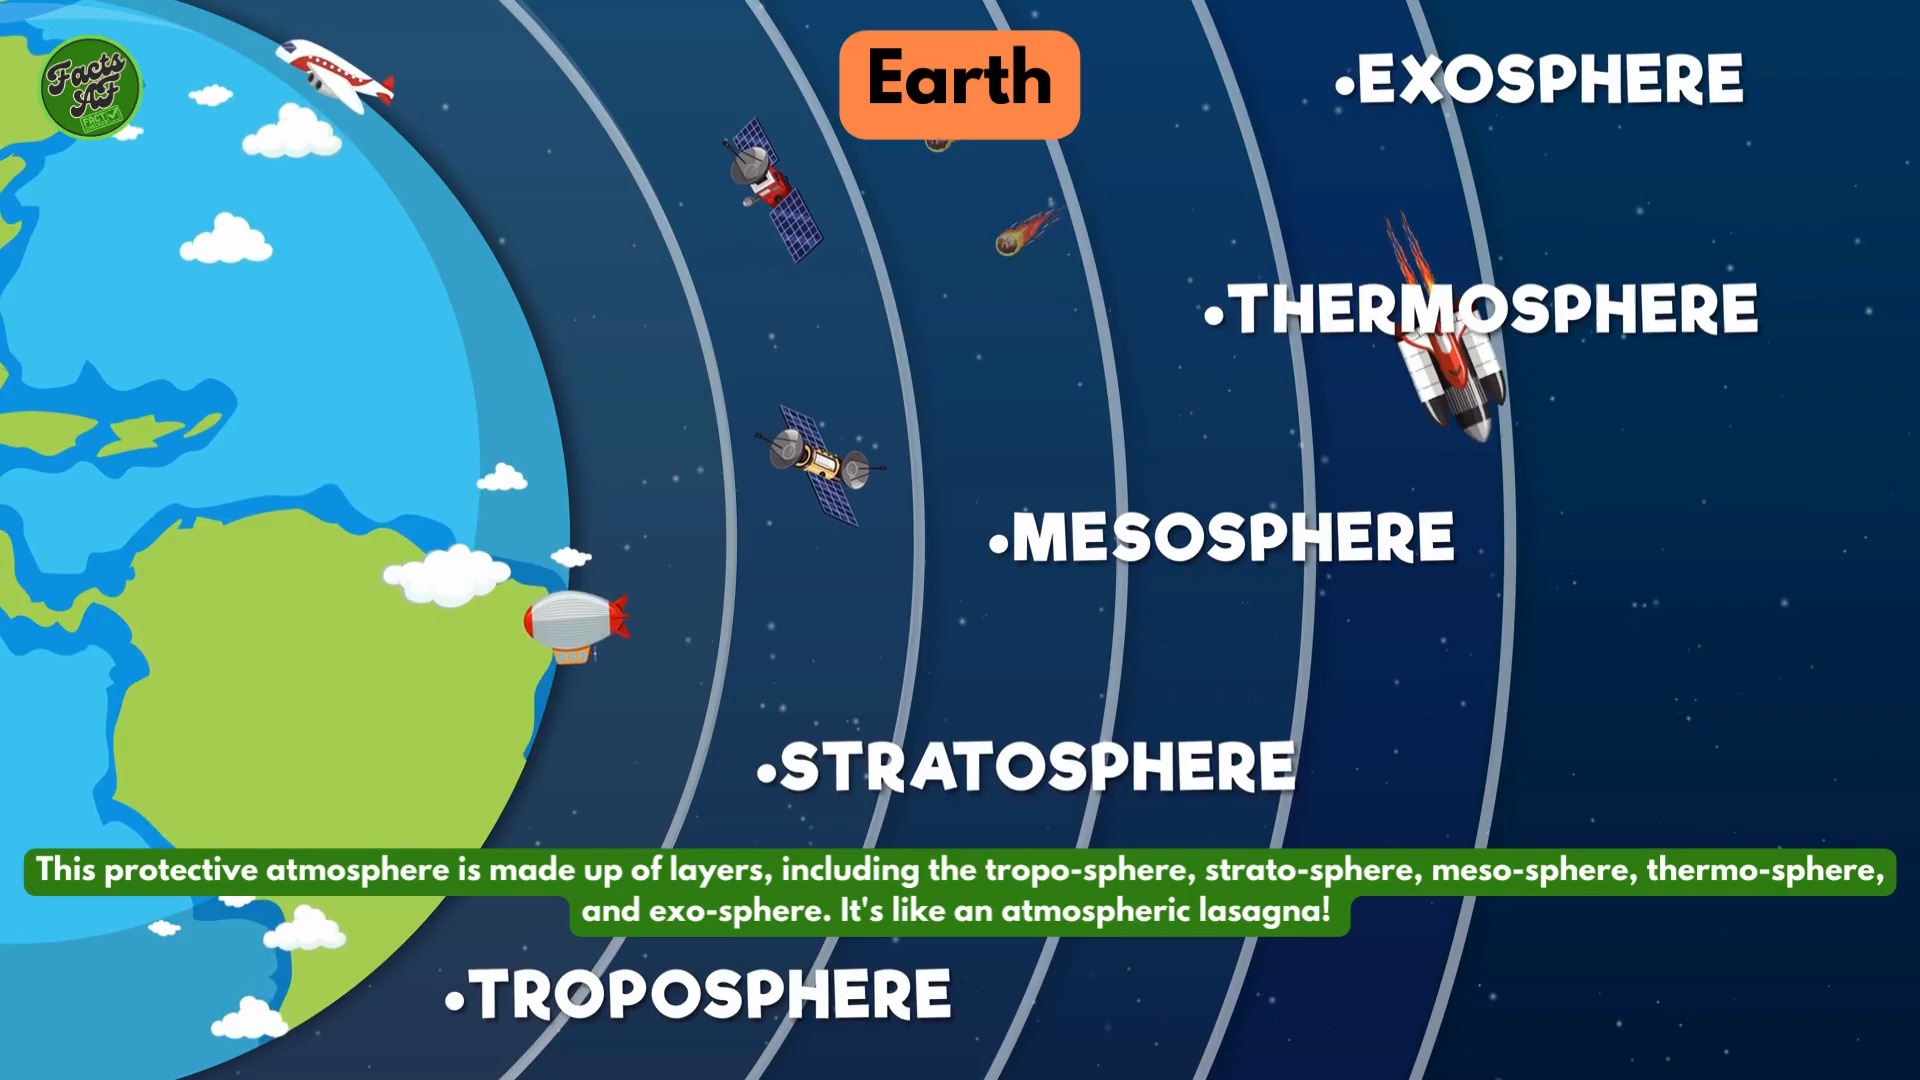 Facts
AF
FACT
CHECKED
Earth
•EXOSPHERE
•THERMOSPHERE
•MESOSPHERE
•STRATOSPHERE
This protective atmosphere is made up of layers, including the tropo-sphere, strato-sphere, meso-sphere, thermo-sphere,
and exo-sphere. It's like an atmospheric lasagna!
•TROPOSPHERE